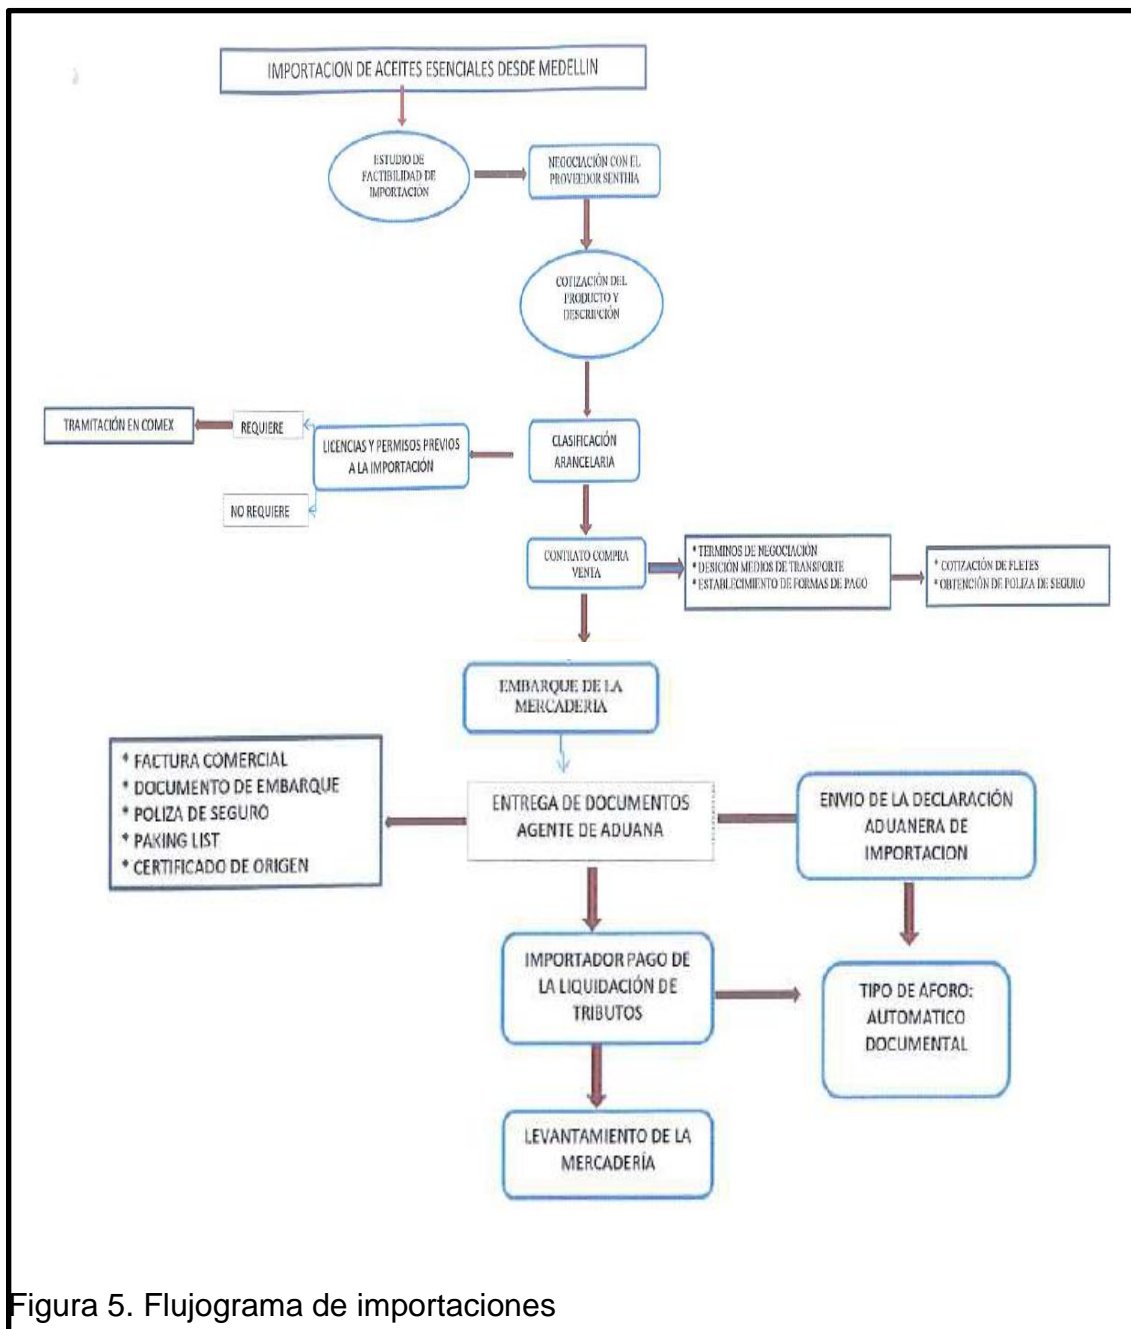 IMPORTACION DE ACEITES ESENCIALES DESDE MEDELLIN
ESTUDIO DE
FACTIBILIDAD DE
IMPORTACIÓN
NEGOCIACIÓN CON EL
PROVEEDOR SENTHIA
COTIZACIÓN DEL
PRODUCTO Y
DESCRIPCIÓN
TRAMITACIÓN EN COMEX
REQUIERE
LICENCIAS Y PERMISOS PREVIOS
A LA IMPORTACIÓN
CLASIFICACIÓN
ARANCELARIA
NO REQUIERE
CONTRATO COMPRA
VENTA
* TERMINOS DE NEGOCIACIÓN
* DESICIÓN MEDIOS DE TRANSPORTE
* ESTABLECIMIENTO DE FORMAS DE PAGO
* COTIZACIÓN DE FLETES
* OBTENCIÓN DE POLIZA DE SEGURO
EMBARQUE DE LA
MERCADERIA
* FACTURA COMERCIAL
* DOCUMENTO DE EMBARQUE
* POLIZA DE SEGURO
* PAKING LIST
* CERTIFICADO DE ORIGEN
ENTREGA DE DOCUMENTOS
AGENTE DE ADUANA
ENVIO DE LA DECLARACIÓN
ADUANERA DE
IMPORTACION
IMPORTADOR PAGO DE
LA LIQUIDACIÓN DE
TRIBUTOS
TIPO DE AFORO:
AUTOMATICO
DOCUMENTAL
LEVANTAMIENTO DE LA
MERCADERÍA
Figura 5. Flujograma de importaciones